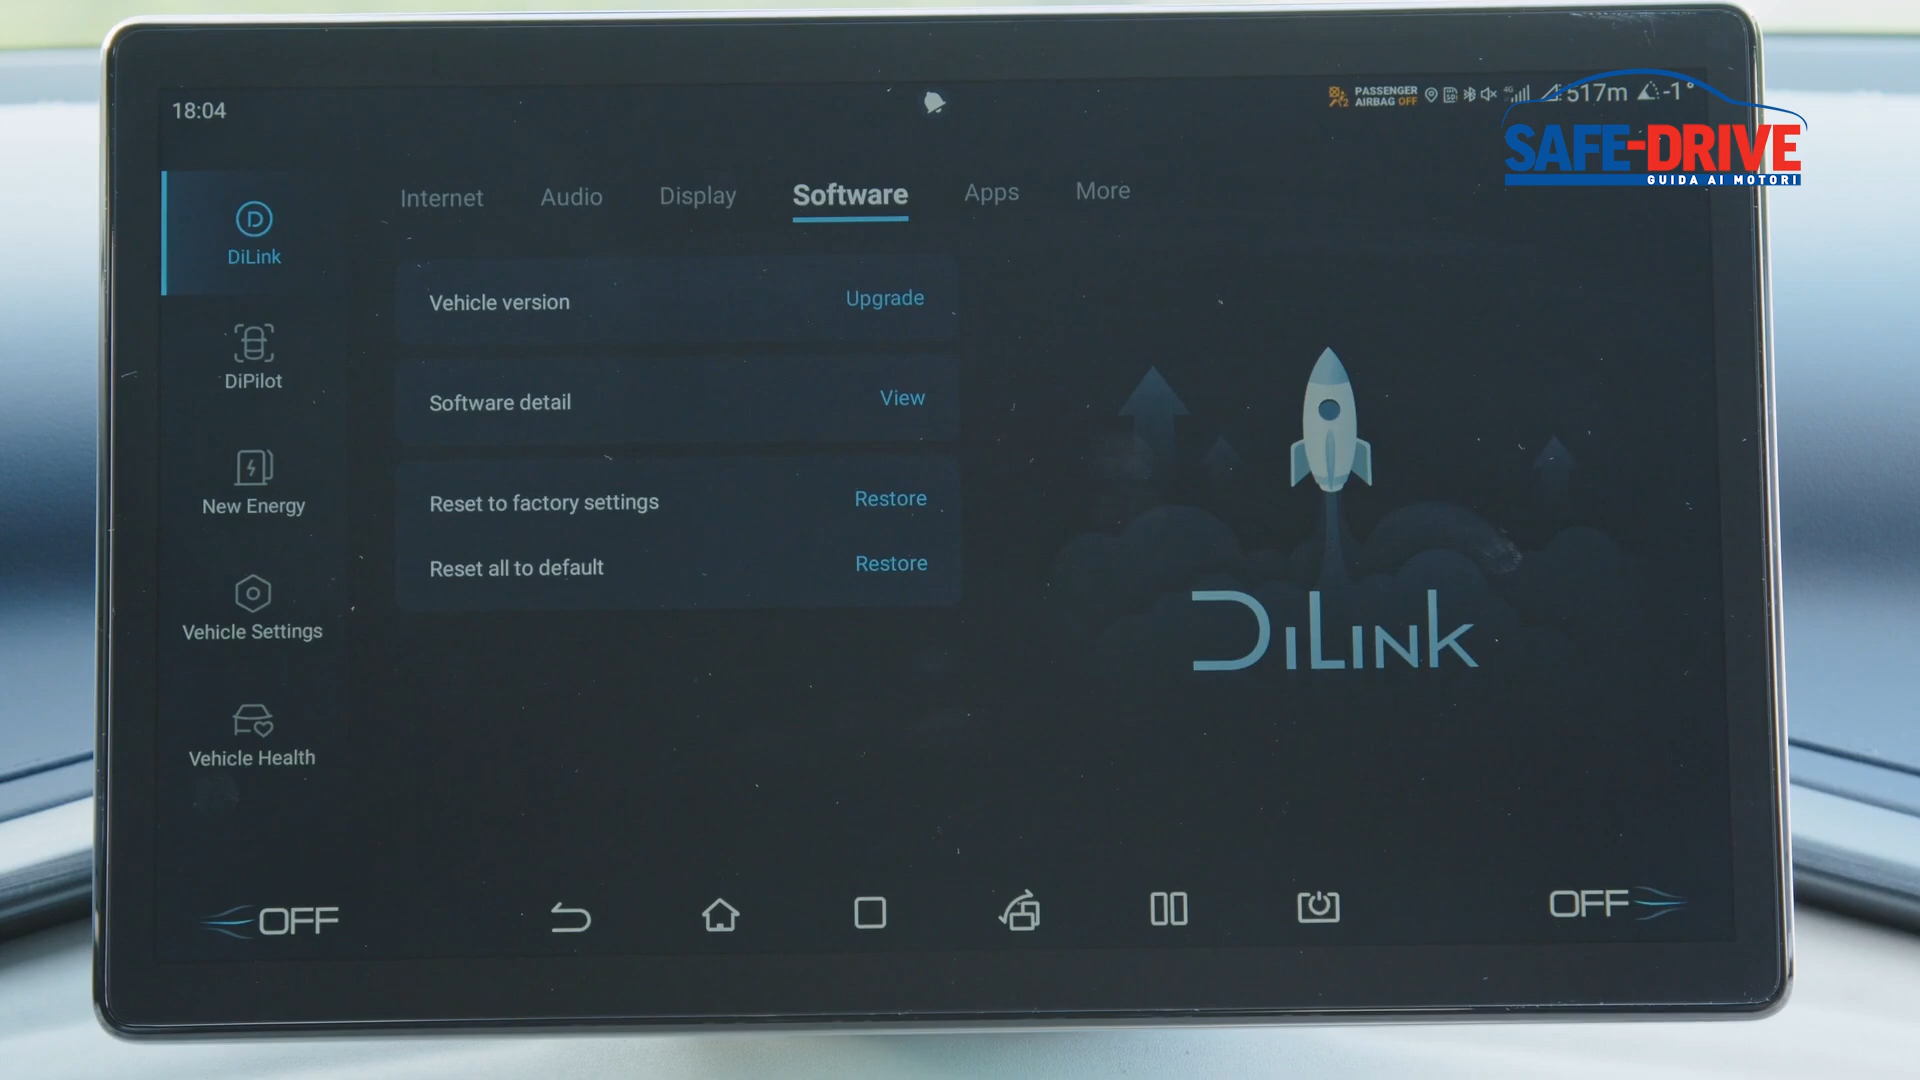 18:04
PASSENGER
AIRBAG OFF
4G
517m
-1°
SAFE-DRIVE
GUIDA AI MOTORI
DiLink
Internet
Audio
Display
Software
Apps
More
Vehicle version
Upgrade
DiPilot
Software detail
View
New Energy
Reset to factory settings
Restore
Reset all to default
Restore
Vehicle Settings
DiLink
Vehicle Health
OFF
OFF